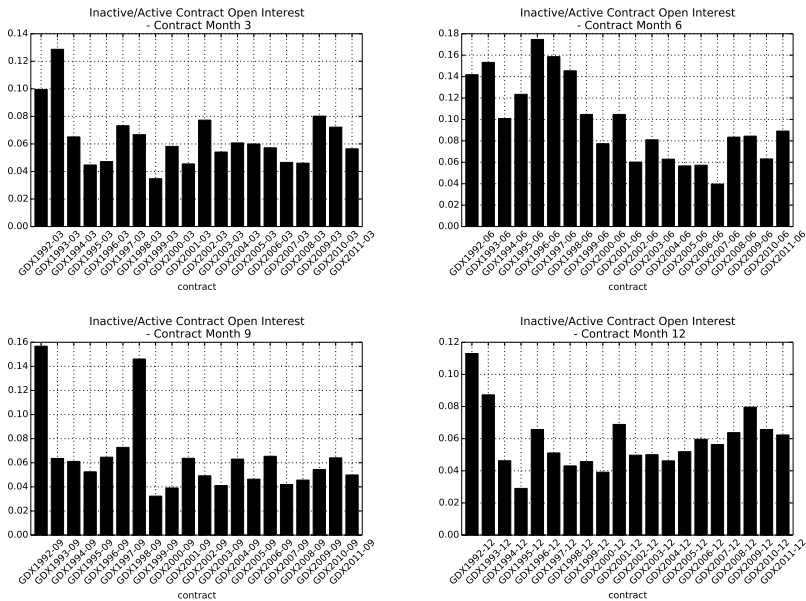 Inactive/Active Contract Open Interest
- Contract Month 3
0.14
0.12
0.10
0.08
0.06
0.04
0.02
0.00
GDX1992-03
GDX1993-03
GDX1994-03
GDX1995-03
GDX1996-03
GDX1997-03
GDX1998-03
GDX1999-03
GDX2000-03
GDX2001-03
GDX2002-03
GDX2003-03
GDX2004-03
GDX2005-03
GDX2006-03
GDX2007-03
GDX2008-03
GDX2009-03
GDX2010-03
GDX2011-03
contract
Inactive/Active Contract Open Interest
- Contract Month 6
0.18
0.16
0.14
0.12
0.10
0.08
0.06
0.04
0.02
0.00
GDX1992-06
GDX1993-06
GDX1994-06
GDX1995-06
GDX1996-06
GDX1997-06
GDX1998-06
GDX1999-06
GDX2000-06
GDX2001-06
GDX2002-06
GDX2003-06
GDX2004-06
GDX2005-06
GDX2006-06
GDX2007-06
GDX2008-06
GDX2009-06
GDX2010-06
GDX2011-06
contract
Inactive/Active Contract Open Interest
- Contract Month 9
0.16
0.14
0.12
0.10
0.08
0.06
0.04
0.02
0.00
GDX1992-09
GDX1993-09
GDX1994-09
GDX1995-09
GDX1996-09
GDX1997-09
GDX1998-09
GDX1999-09
GDX2000-09
GDX2001-09
GDX2002-09
GDX2003-09
GDX2004-09
GDX2005-09
GDX2006-09
GDX2007-09
GDX2008-09
GDX2009-09
GDX2010-09
GDX2011-09
contract
Inactive/Active Contract Open Interest
- Contract Month 12
0.12
0.10
0.08
0.06
0.04
0.02
0.00
GDX1992-12
GDX1993-12
GDX1994-12
GDX1995-12
GDX1996-12
GDX1997-12
GDX1998-12
GDX1999-12
GDX2000-12
GDX2001-12
GDX2002-12
GDX2003-12
GDX2004-12
GDX2005-12
GDX2006-12
GDX2007-12
GDX2008-12
GDX2009-12
GDX2010-12
GDX2011-12
contract